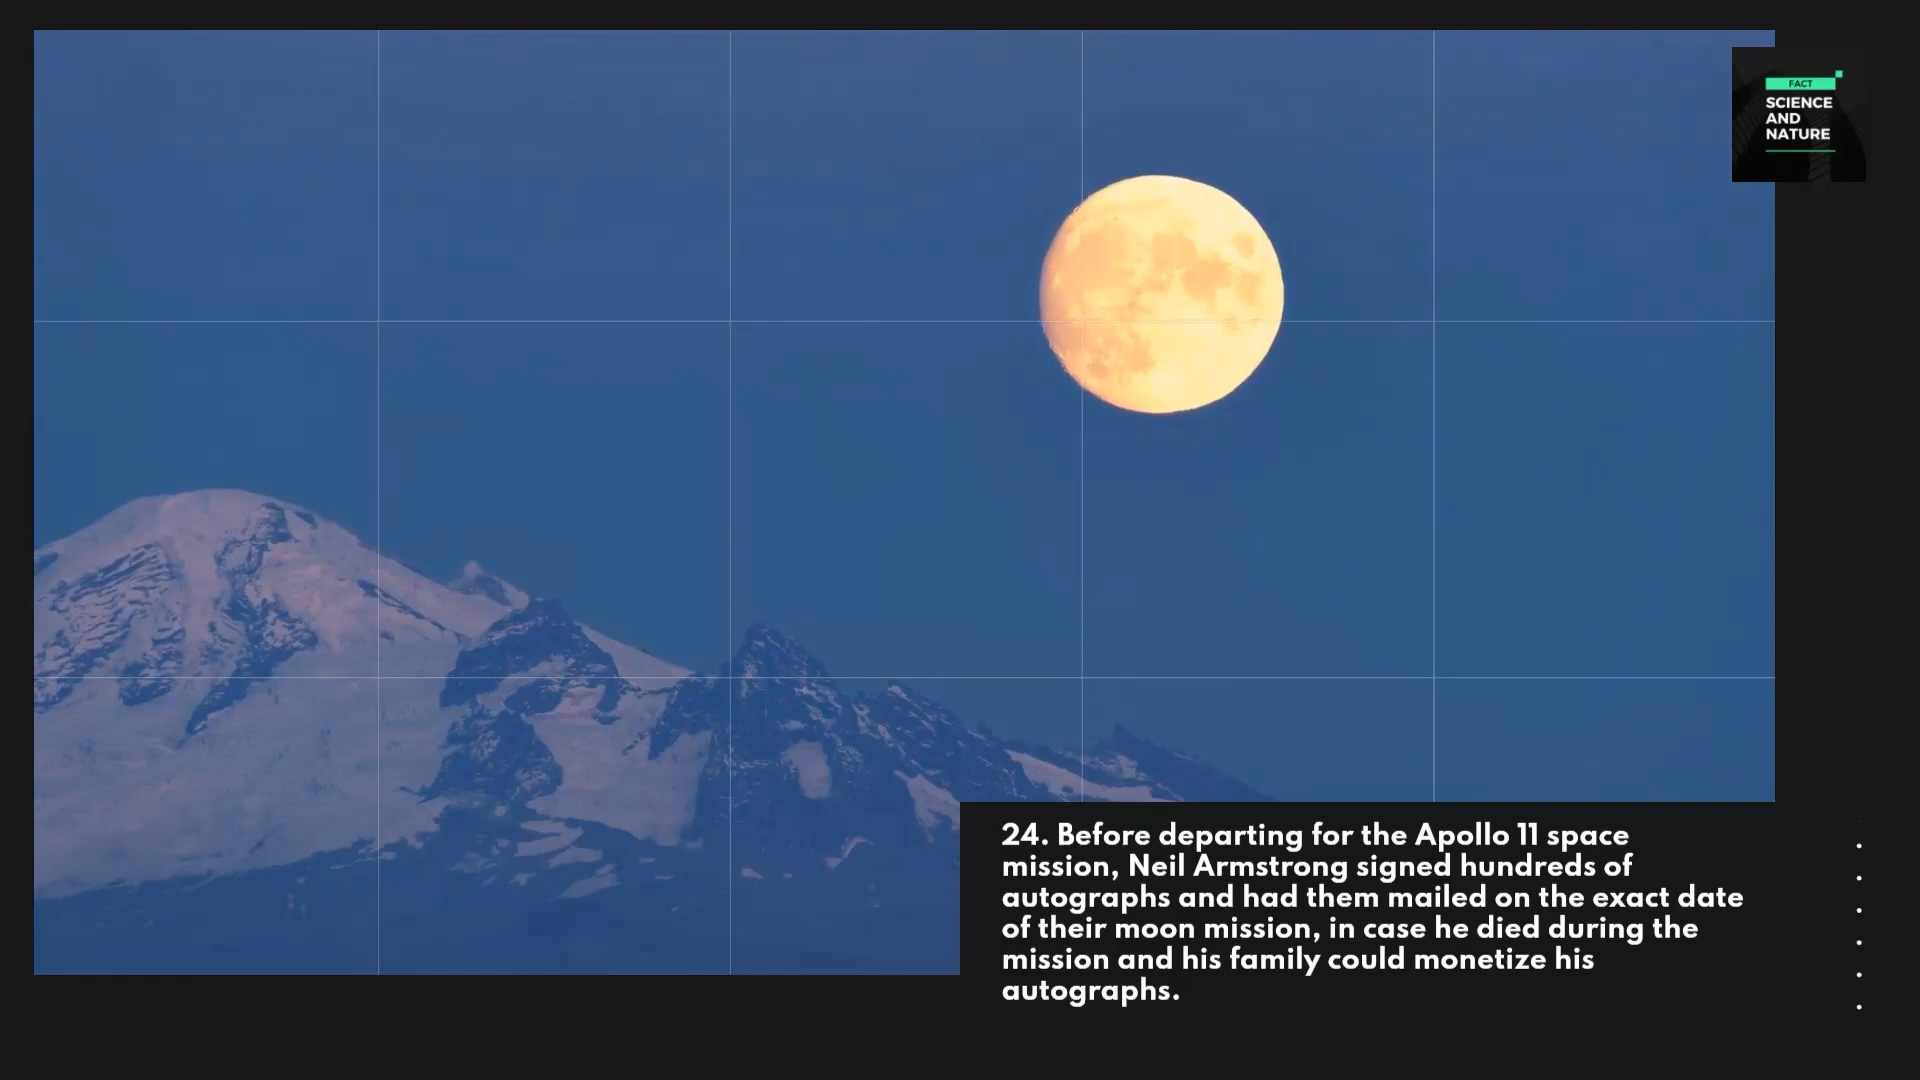 FACT
SCIENCE
AND
NATURE
24. Before departing for the Apollo 11 space
mission, Neil Armstrong signed hundreds of
autographs and had them mailed on the exact date
of their moon mission, in case he died during the
mission and his family could monetize his
autographs.